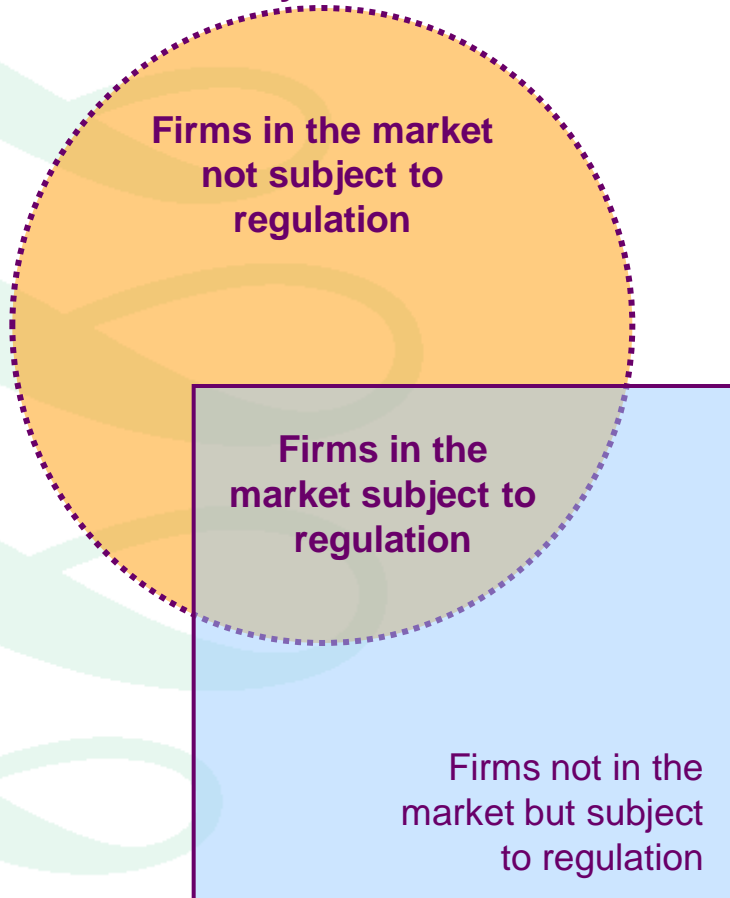 Firms in the market
not subject to
regulation
Firms in the
market subject to
regulation
Firms not in the
market but subject
to regulation